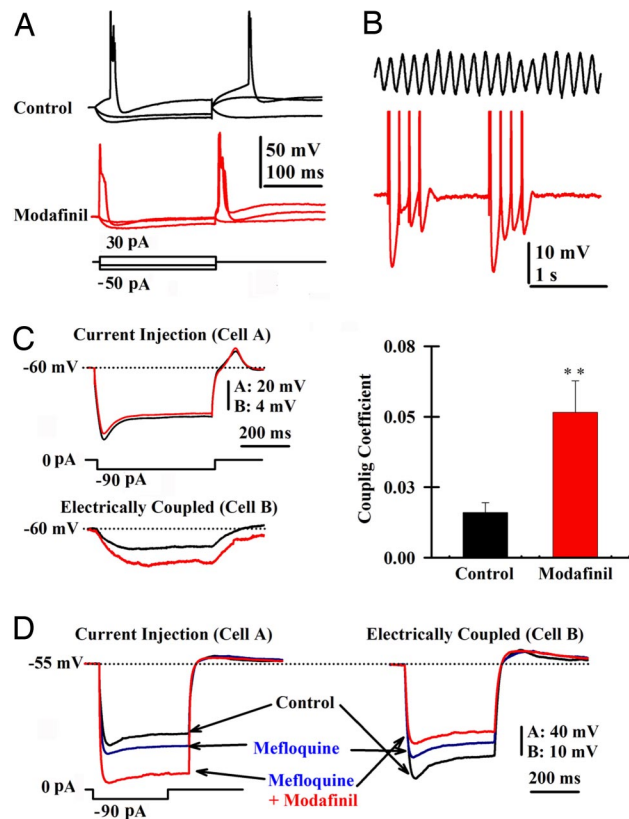 A
Control
50 mV
100 ms
Modafinil
30 pA
-50 pA
B
10 mV
1 s
C
Current Injection (Cell A)
-60 mV
A: 20 mV
B: 4 mV
200 ms
0 pA
-90 pA
Electrically Coupled (Cell B)
-60 mV
0.08
0.05
0.03
0.00
Couplig Coefficient
**
Control
Modafinil
D
Current Injection (Cell A)
Electrically Coupled (Cell B)
-55 mV
Control
Mefloquine
Mefloquine
+ Modafinil
A: 40 mV
B: 10 mV
200 ms
0 pA
-90 pA